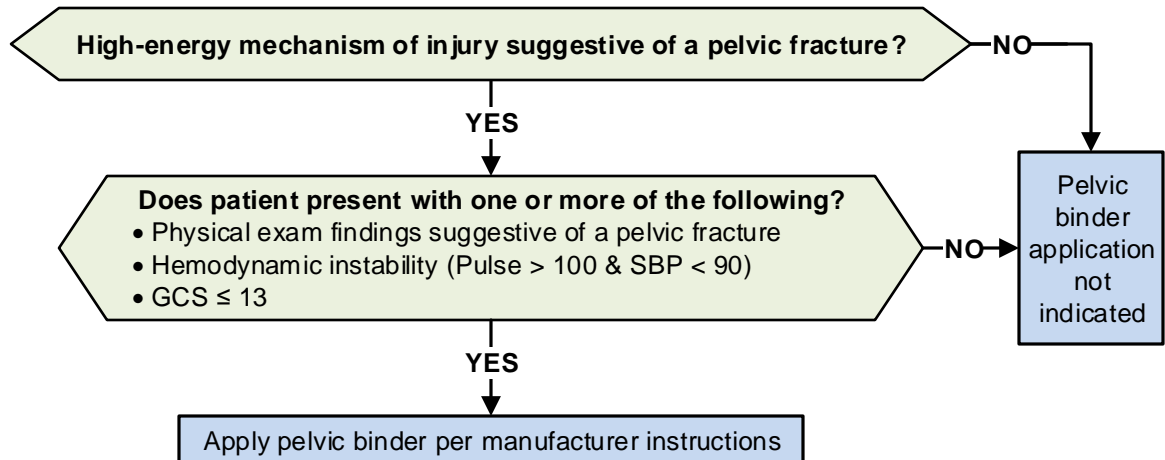 High-energy mechanism of injury suggestive of a pelvic fracture?
NO
YES
Does patient present with one or more of the following?
• Physical exam findings suggestive of a pelvic fracture
• Hemodynamic instability (Pulse > 100 & SBP < 90)
• GCS ≤ 13
NO
Pelvic
binder
application
not
indicated
YES
Apply pelvic binder per manufacturer instructions